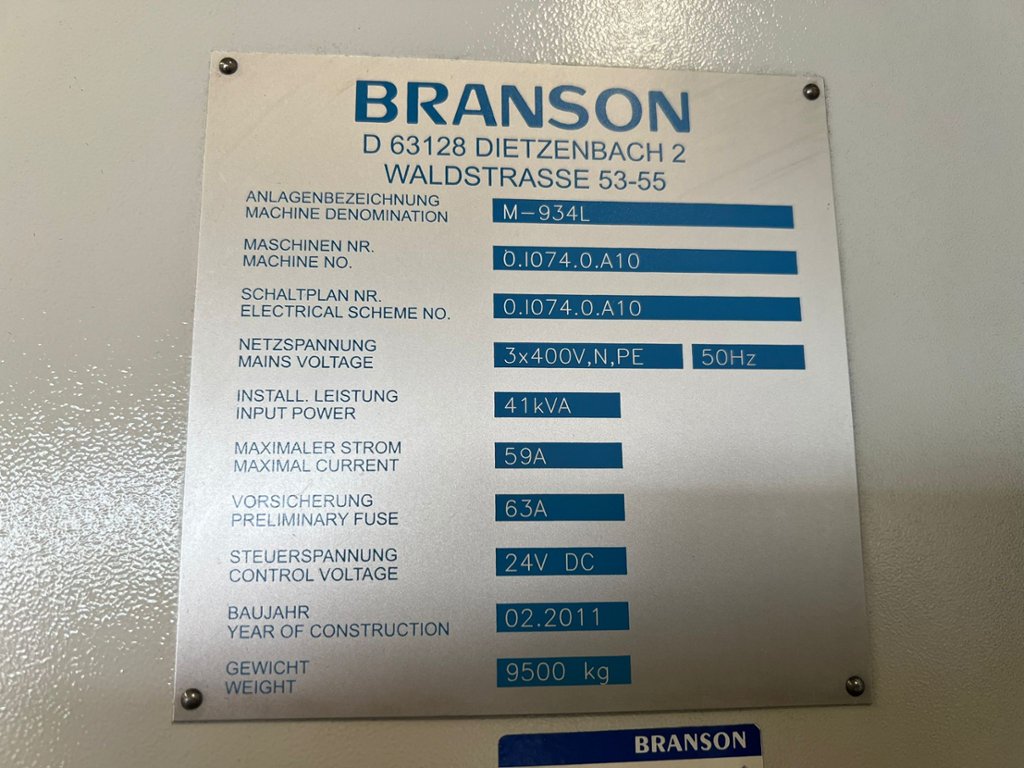 BRANSON
D 63128 DIETZENBACH 2
WALDSTRASSE 53-55
ANLAGENBEZEICHNUNG
MACHINE DENOMINATION
M-934L
MASCHINEN NR.
MACHINE NO.
0.I074.0.A10
SCHALTPLAN NR.
ELECTRICAL SCHEME NO.
0.I074.0.A10
NETZSPANNUNG
MAINS VOLTAGE
3x400V,N,PE 50Hz
INSTALL. LEISTUNG
INPUT POWER
41kVA
MAXIMALER STROM
MAXIMAL CURRENT
59A
VORSICHERUNG
PRELIMINARY FUSE
63A
STEUERSPANNUNG
CONTROL VOLTAGE
24V DC
BAUJAHR
YEAR OF CONSTRUCTION
02.2011
GEWICHT
WEIGHT
9500 kg
BRANSON